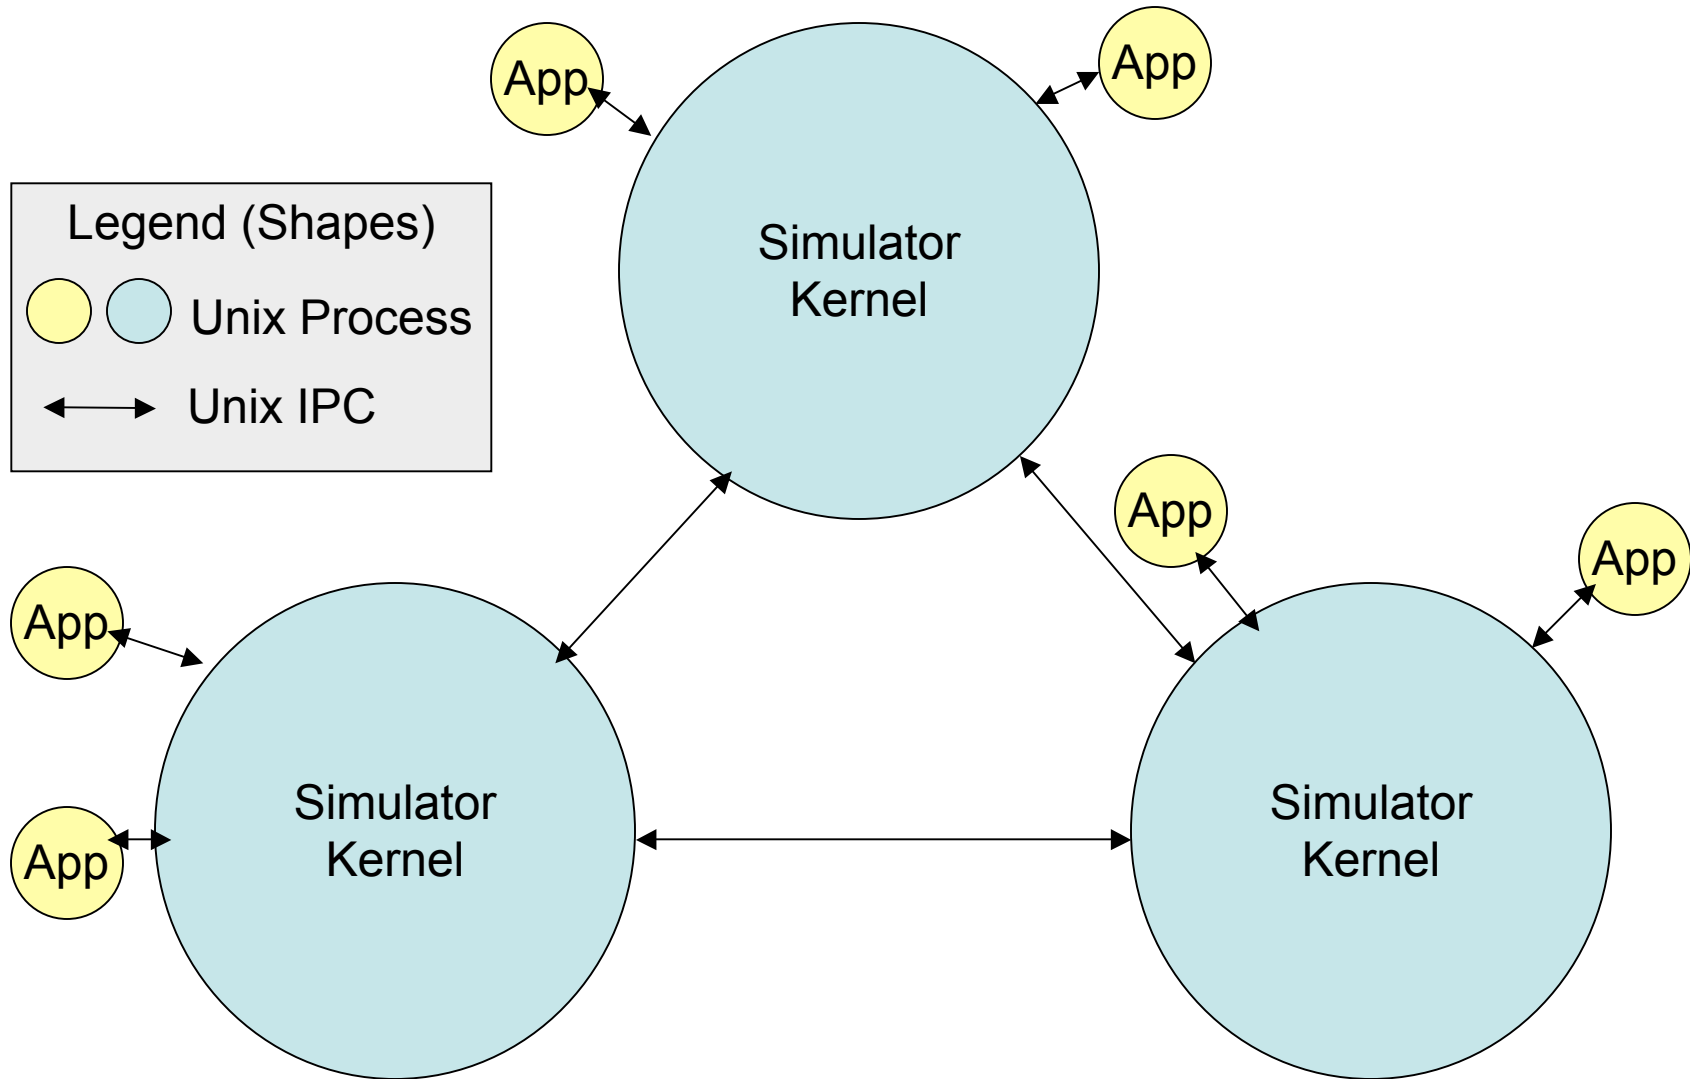 App
App
Legend (Shapes)
Unix Process
Unix IPC
Simulator
Kernel
App
App
App
App
Simulator
Kernel
Simulator
Kernel